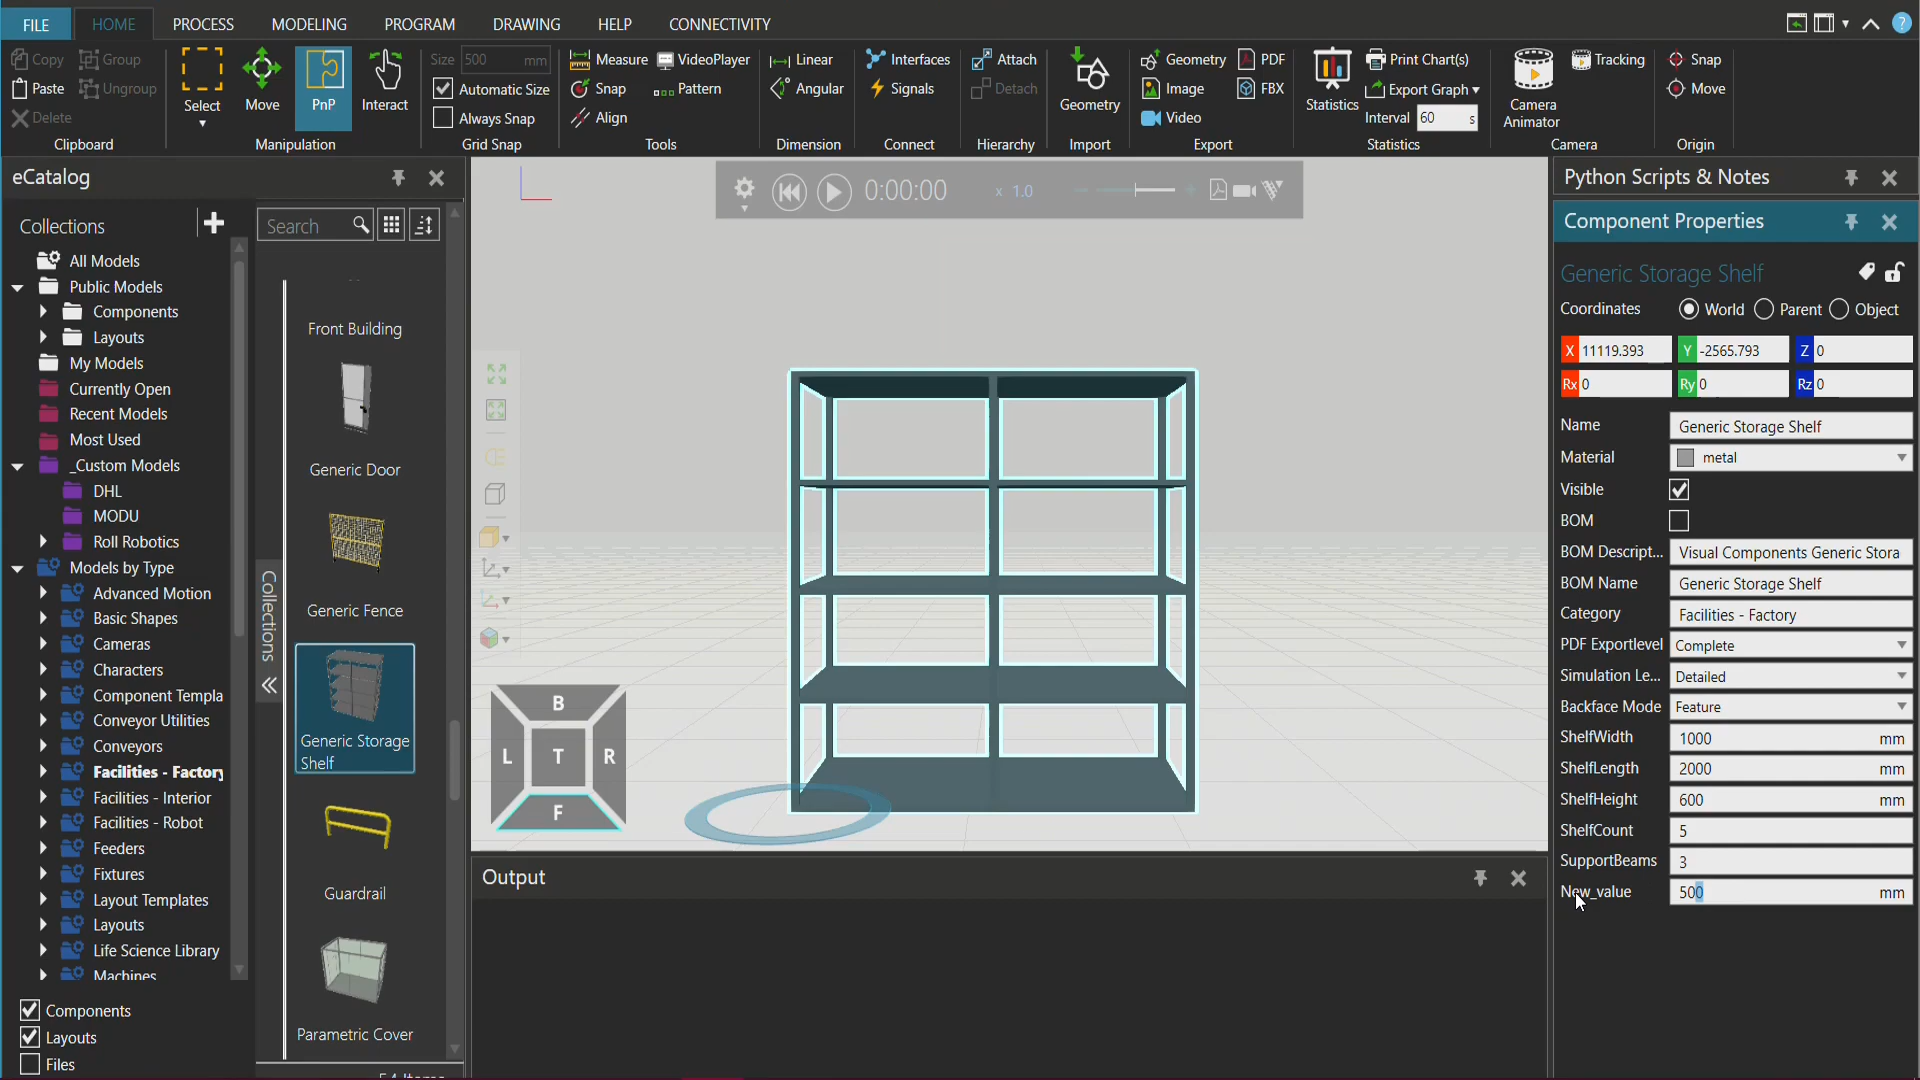 FILE HOME PROCESS MODELING PROGRAM DRAWING HELP CONNECTIVITY
Copy Group
Paste Ungroup
Delete
Clipboard
Select Move PnP Interact
Manipulation
Size 500 mm
Automatic Size
Always Snap
Grid Snap
Measure VideoPlayer
Snap Pattern
Align
Tools
Linear
Angular
Dimension
Interfaces
Signals
Connect
Attach
Detach
Hierarchy
Geometry
Import
Geometry PDF
Image FBX
Video
Export
Statistics
Print Chart(s)
Export Graph
Interval 60 s
Statistics
Camera
Animator
Tracking
Camera
Snap
Move
Origin
eCatalog
Collections
All Models
Public Models
Components
Layouts
My Models
Currently Open
Recent Models
Most Used
_Custom Models
DHL
MODU
Roll Robotics
Models by Type
Advanced Motion
Basic Shapes
Cameras
Characters
Component Templa
Conveyor Utilities
Conveyors
Facilities - Factory
Facilities - Interior
Facilities - Robot
Feeders
Fixtures
Layout Templates
Layouts
Life Science Library
Machines
Components
Layouts
Files
Collections
Search
Front Building
Generic Door
Generic Fence
Generic Storage
Shelf
Guardrail
Parametric Cover
0:00:00 x 1.0
B
L T R
F
Output
Python Scripts & Notes
Component Properties
Generic Storage Shelf
Coordinates World Parent Object
X 11119.393 Y -2565.793 Z 0
Rx 0 Ry 0 Rz 0
Name Generic Storage Shelf
Material metal
Visible
BOM
BOM Descript... Visual Components Generic Stora
BOM Name Generic Storage Shelf
Category Facilities - Factory
PDF Exportlevel Complete
Simulation Le... Detailed
Backface Mode Feature
ShelfWidth 1000 mm
ShelfLength 2000 mm
ShelfHeight 600 mm
ShelfCount 5
SupportBeams 3
New_value 500 mm